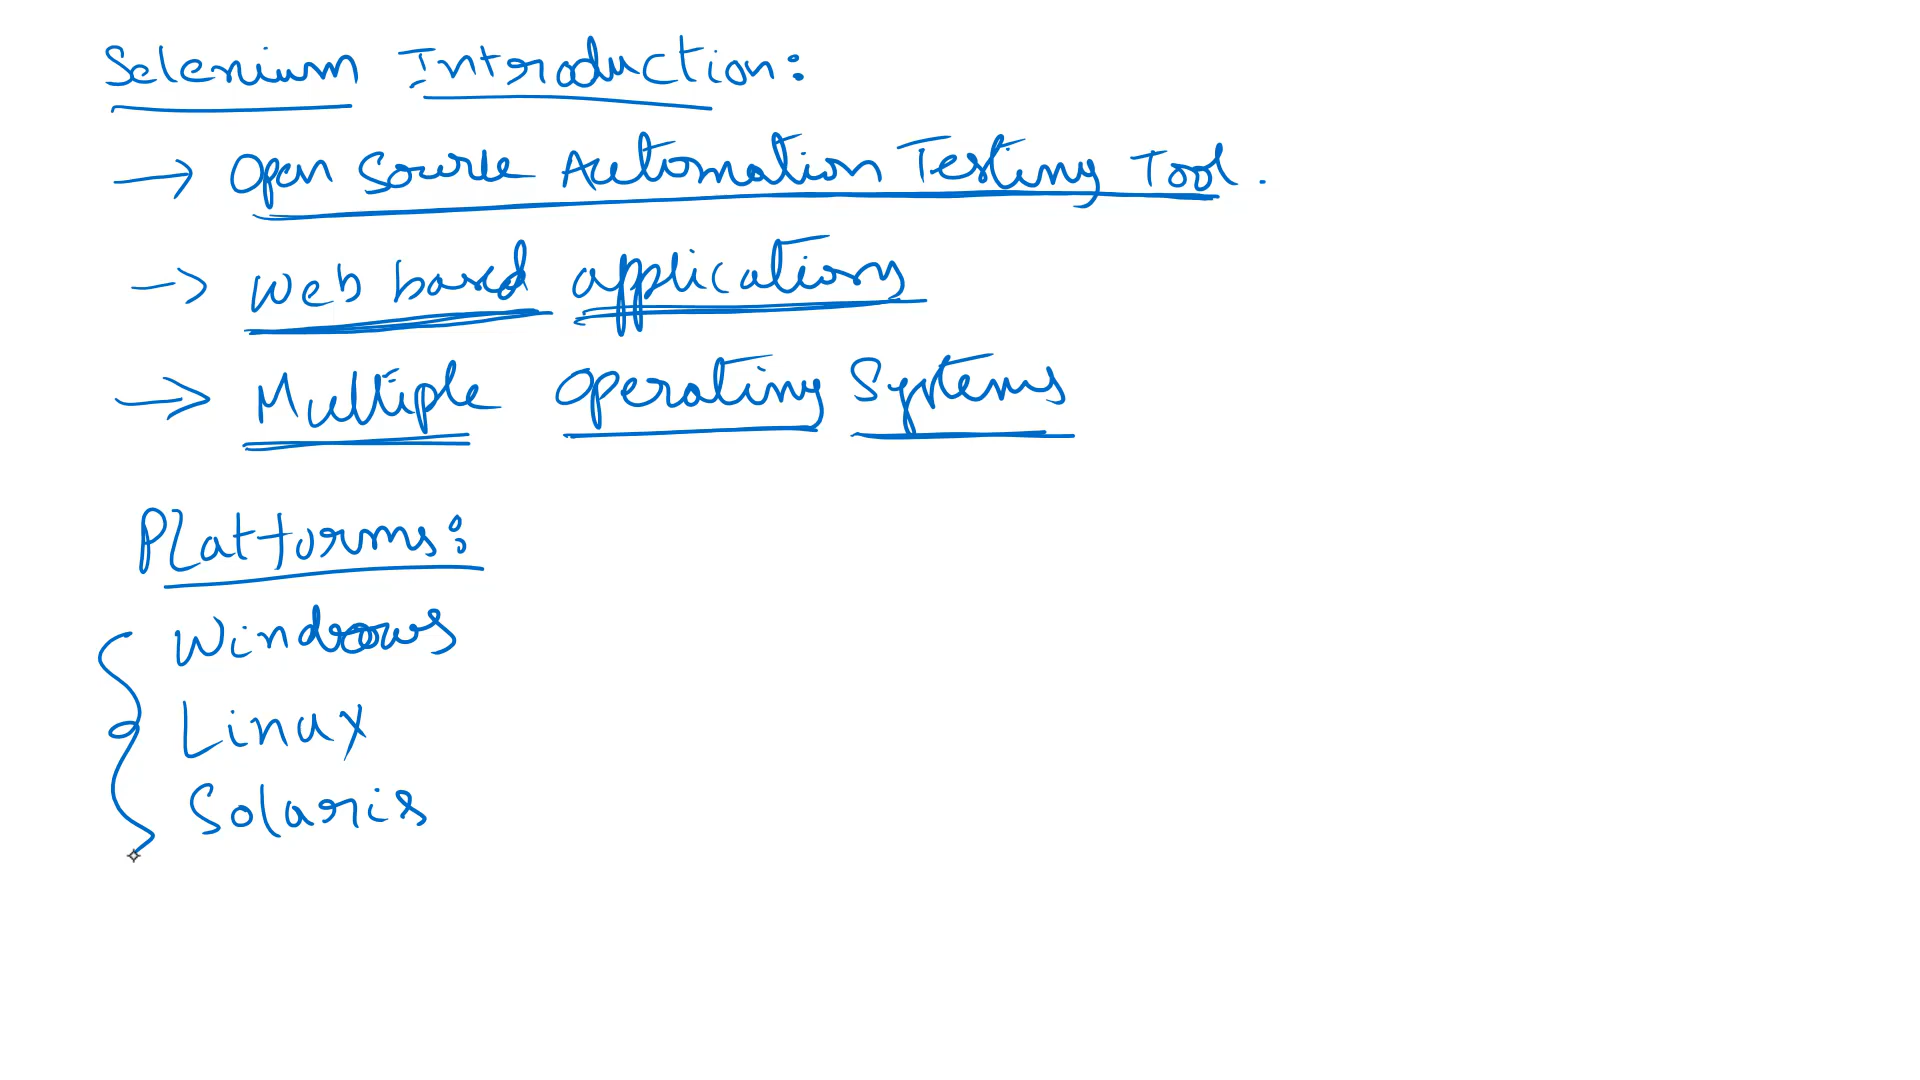 Selenium Introduction:
→ Open Source Automation Testing Tool.
→ Web based applications
→ Multiple Operating Systems
Platforms:
Windows
Linux
Solaris